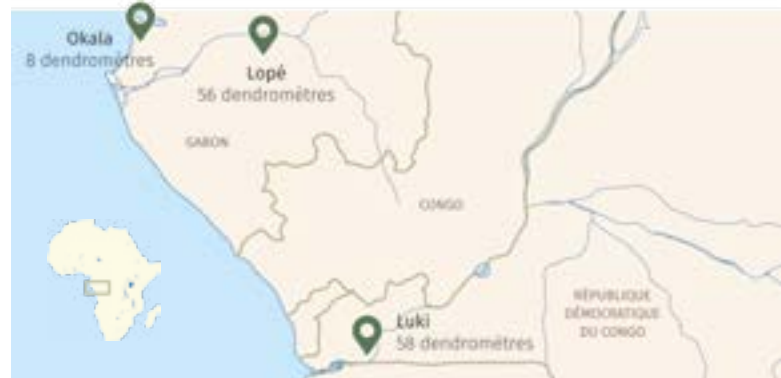 Okala
8 dendromètres
Lopé
56 dendromètres
GABON
CONGO
RÉPUBLIQUE
DÉMOCRATIQUE
DU CONGO
Luki
58 dendromètres